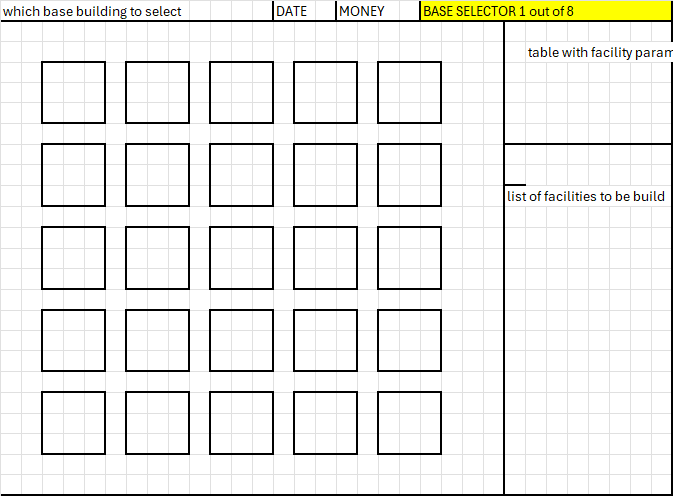 which base building to select
DATE
MONEY
BASE SELECTOR 1 out of 8
table with facility param
list of facilities to be build